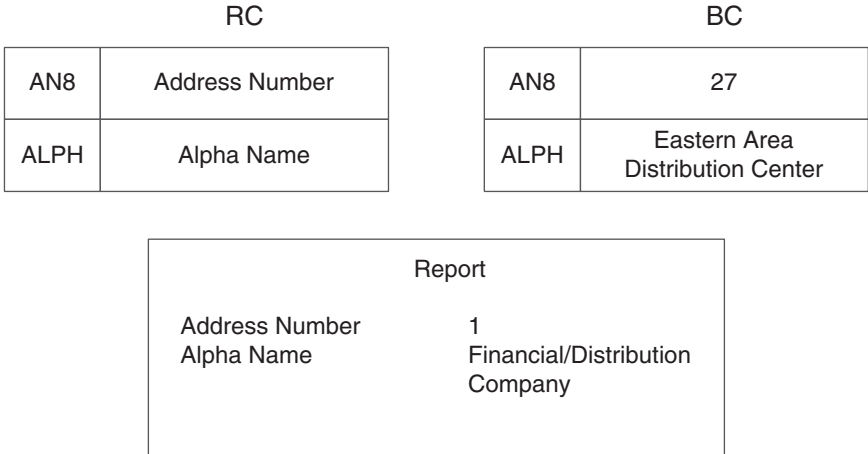 RC
BC
AN8 Address Number
AN8 27
ALPH Alpha Name
ALPH Eastern Area
Distribution Center
Report
Address Number 1
Alpha Name Financial/Distribution
Company